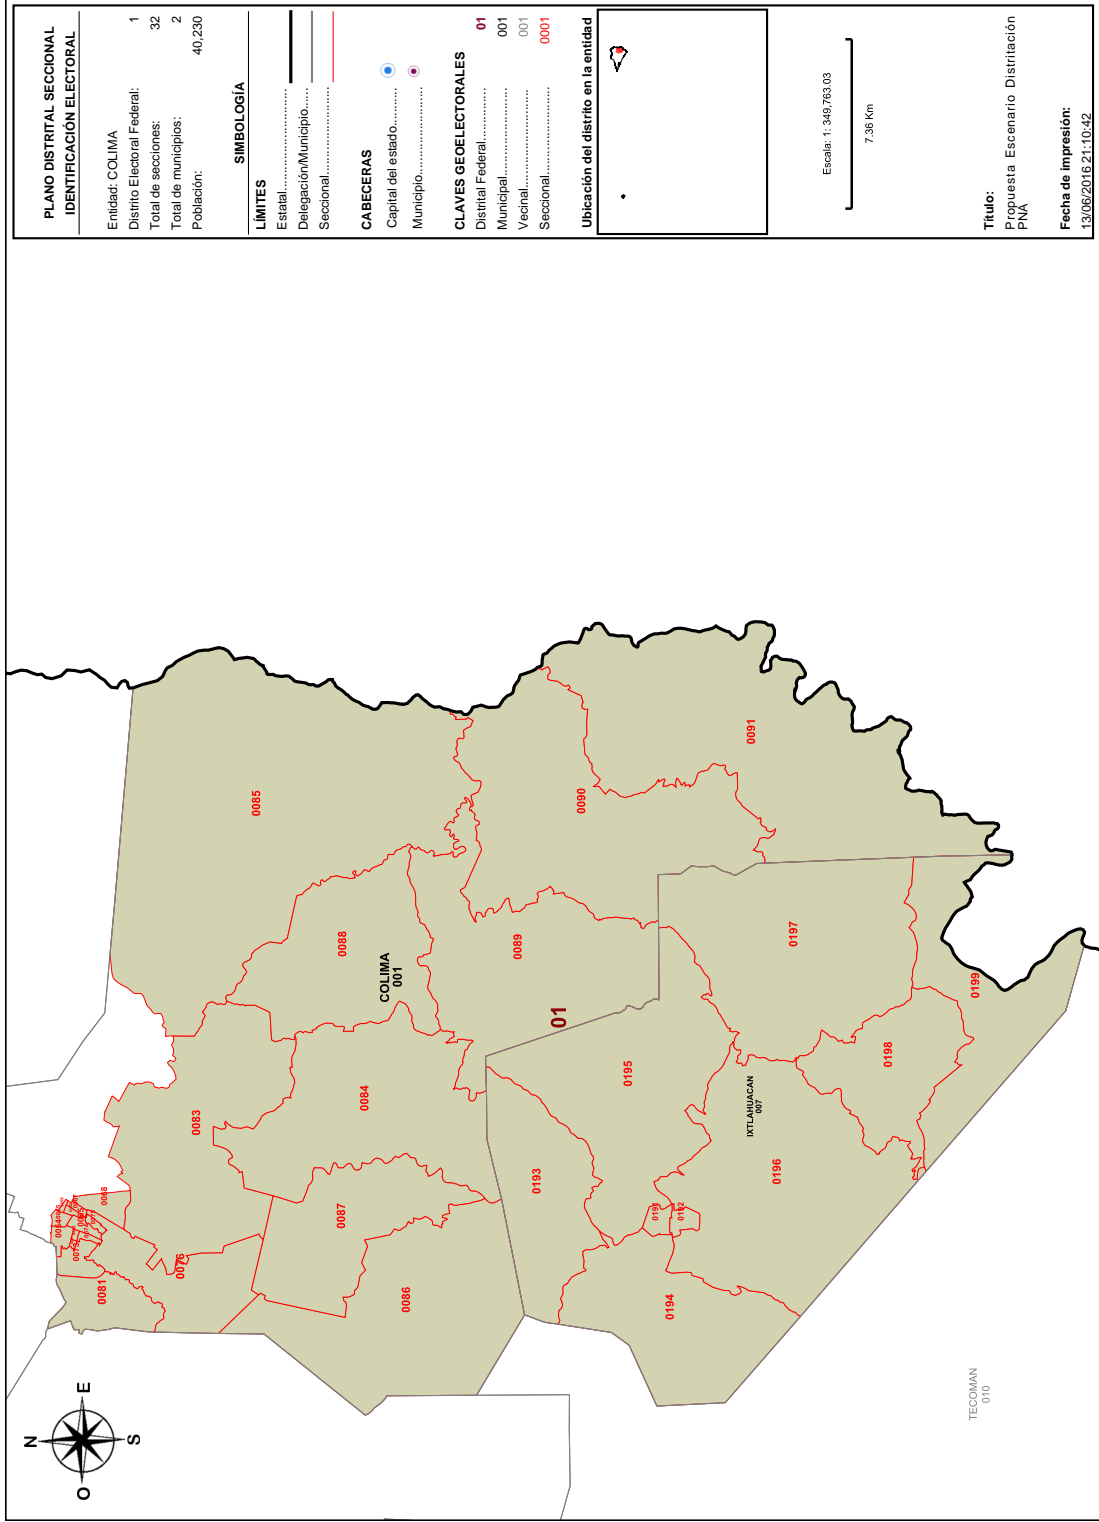 PLANO DISTRITAL SECCIONAL
IDENTIFICACIÓN ELECTORAL
Entidad: COLIMA
Distrito Electoral Federal: 1
Total de secciones: 32
Total de municipios: 2
Población: 40,230
SIMBOLOGÍA
LÍMITES
Estatal
Delegación/Municipio
Seccional
CABECERAS
Capital del estado
Municipio
CLAVES GEOELECTORALES
Distrital Federal 01
Municipal 001
Vecinal 001
Seccional 0001
Ubicación del distrito en la entidad
Escala: 1: 349,763.03
7.36 Km
Título:
Propuesta Escenario Distritación
PNA
Fecha de impresión:
13/06/2016 21:10:42
N
E
S
O
0081
0076
0068
0083
0085
0088
COLIMA
001
0084
0087
0086
0089
0090
0091
01
0193
0195
0191
0192
0194
0196
IXTLAHUACAN
007
0197
0198
0199
TECOMAN
010